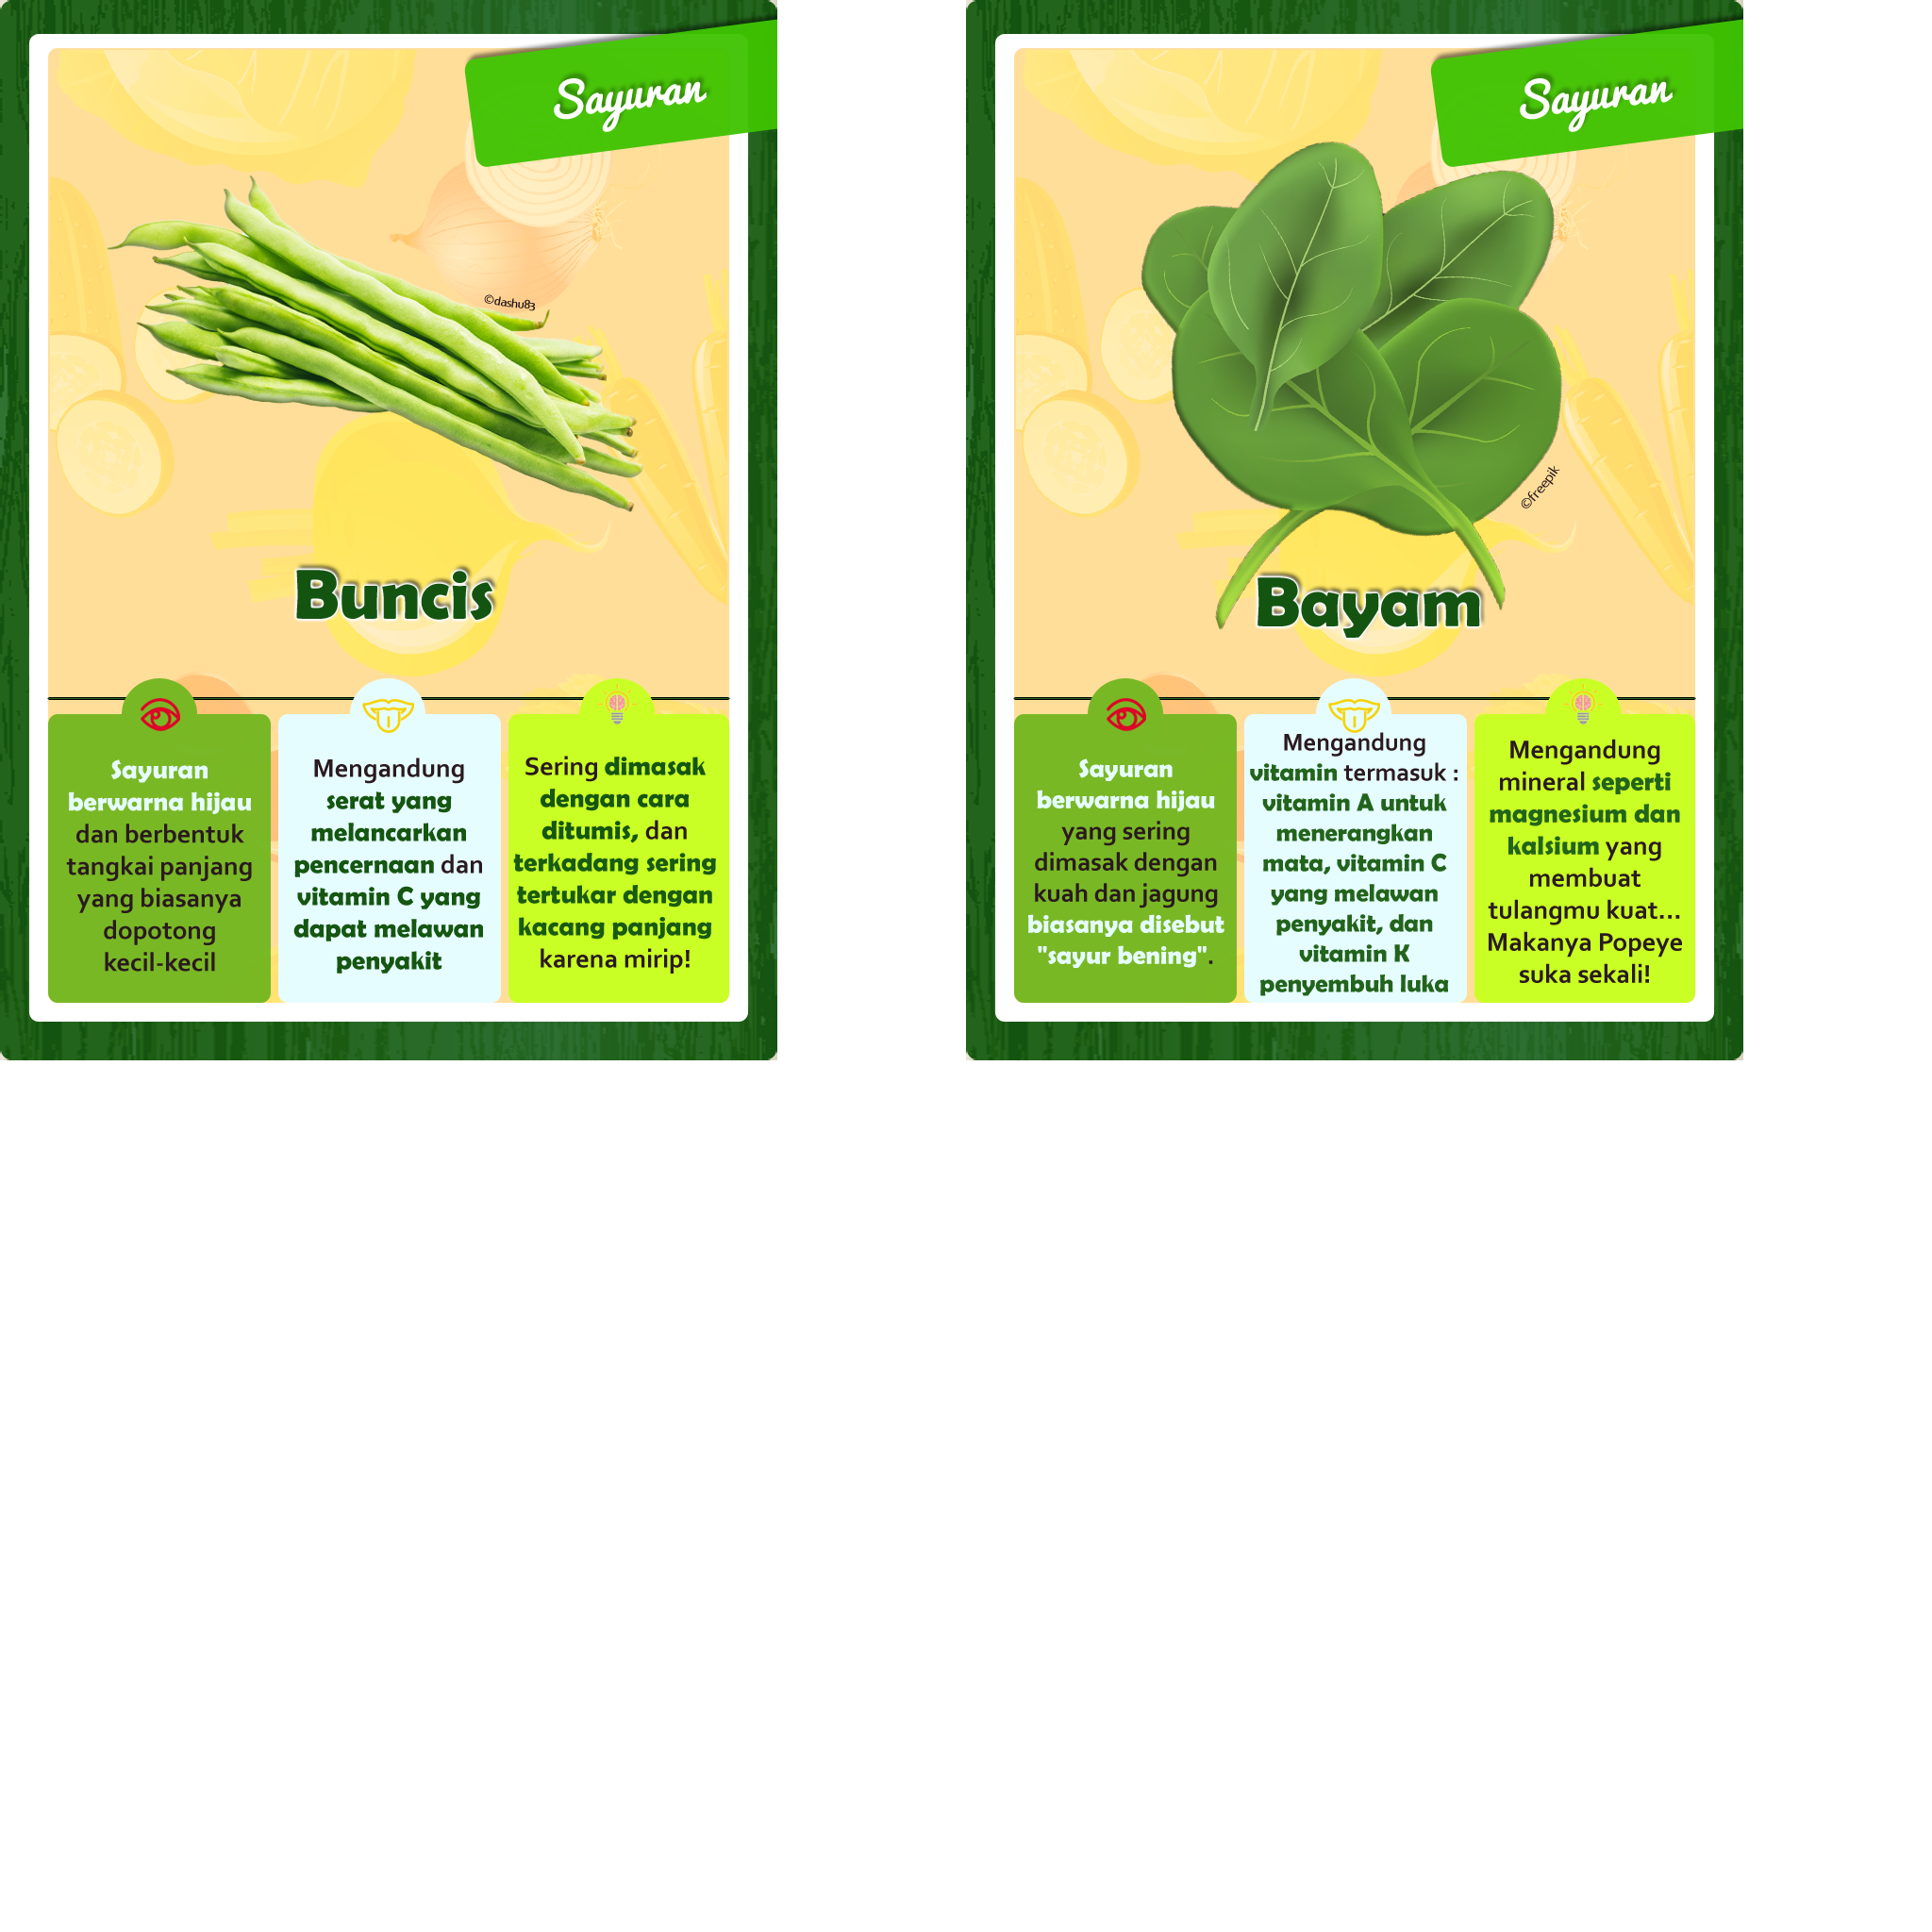 Sayuran
©dashu83
Buncis
Sayuran
berwarna hijau
dan berbentuk
tangkai panjang
yang biasanya
dopotong
kecil-kecil
Mengandung
serat yang
melancarkan
pencernaan dan
vitamin C yang
dapat melawan
penyakit
Sering dimasak
dengan cara
ditumis, dan
terkadang sering
tertukar dengan
kacang panjang
karena mirip!
Sayuran
©freepik
Bayam
Sayuran
berwarna hijau
yang sering
dimasak dengan
kuah dan jagung
biasanya disebut
"sayur bening".
Mengandung
vitamin termasuk :
vitamin A untuk
menerangkan
mata, vitamin C
yang melawan
penyakit, dan
vitamin K
penyembuh luka
Mengandung
mineral seperti
magnesium dan
kalsium yang
membuat
tulangmu kuat...
Makanya Popeye
suka sekali!